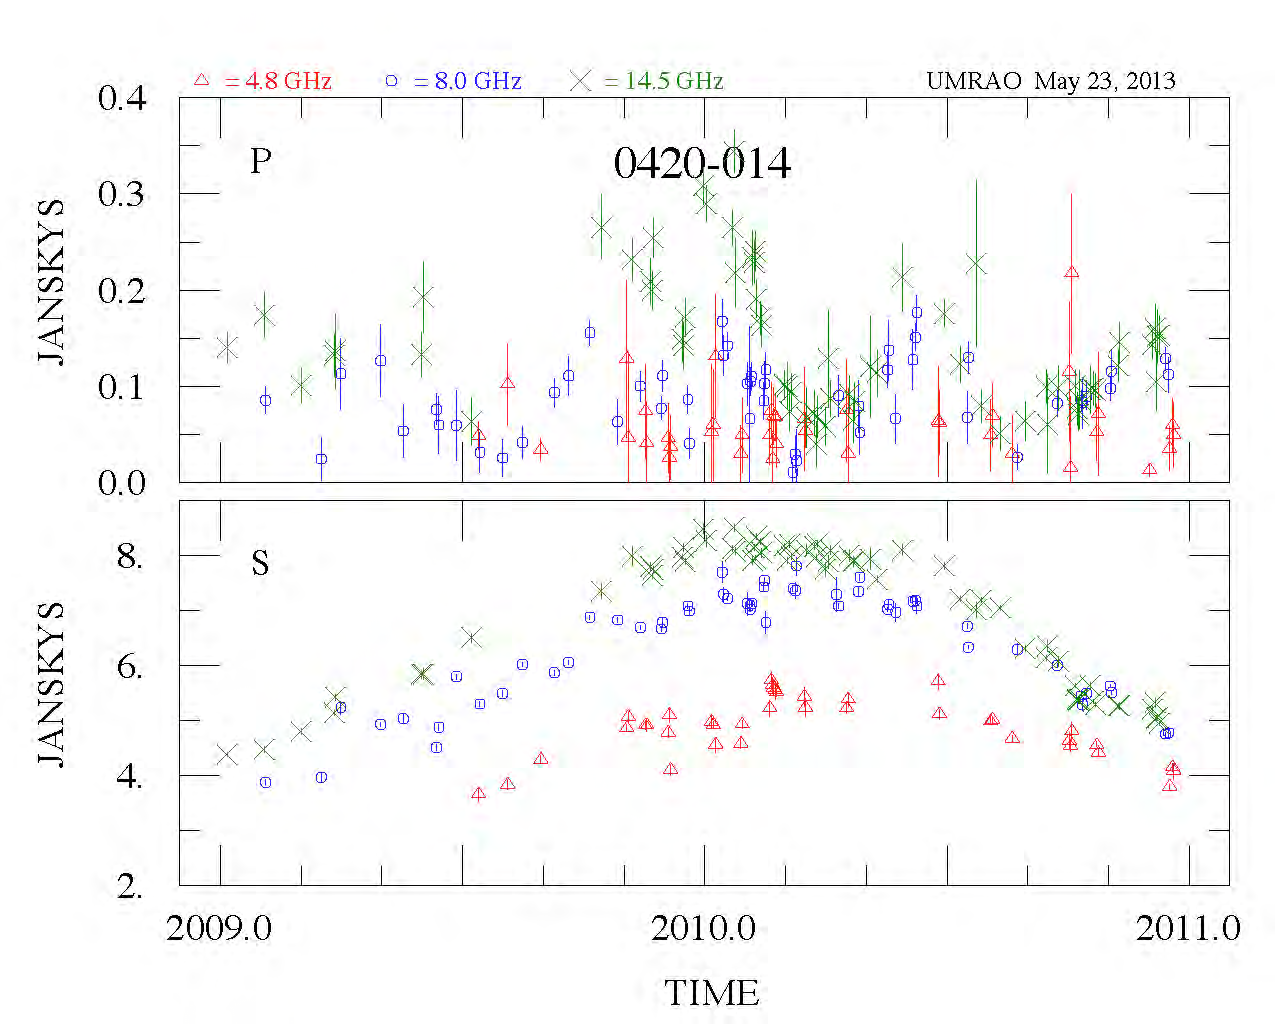 = 4.8 GHz = 8.0 GHz = 14.5 GHz UMRAO May 23, 2013
0.4
P 0420-014
0.3
JANSKYS
0.2
0.1
0.0
8.
S
JANSKYS
6.
4.
2.
2009.0 2010.0 2011.0
TIME